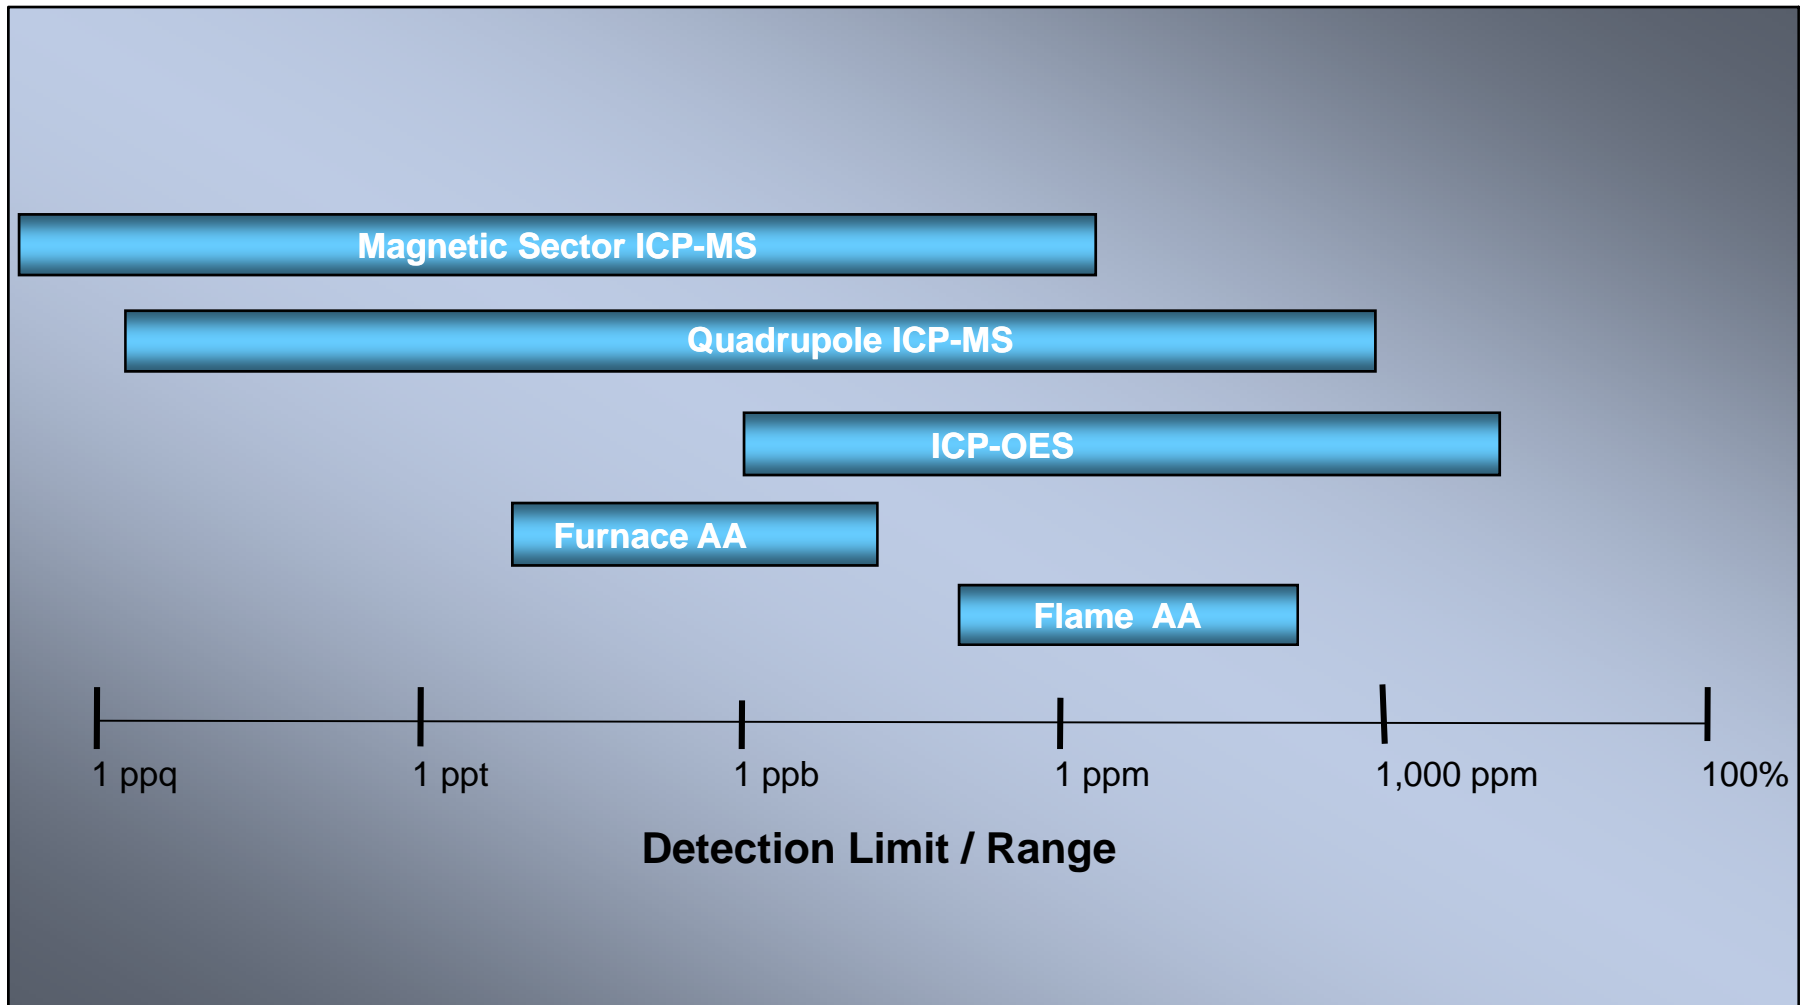 Magnetic Sector ICP-MS
Quadrupole ICP-MS
ICP-OES
Furnace AA
Flame AA
1 ppq 1 ppt 1 ppb 1 ppm 1,000 ppm 100%
Detection Limit / Range